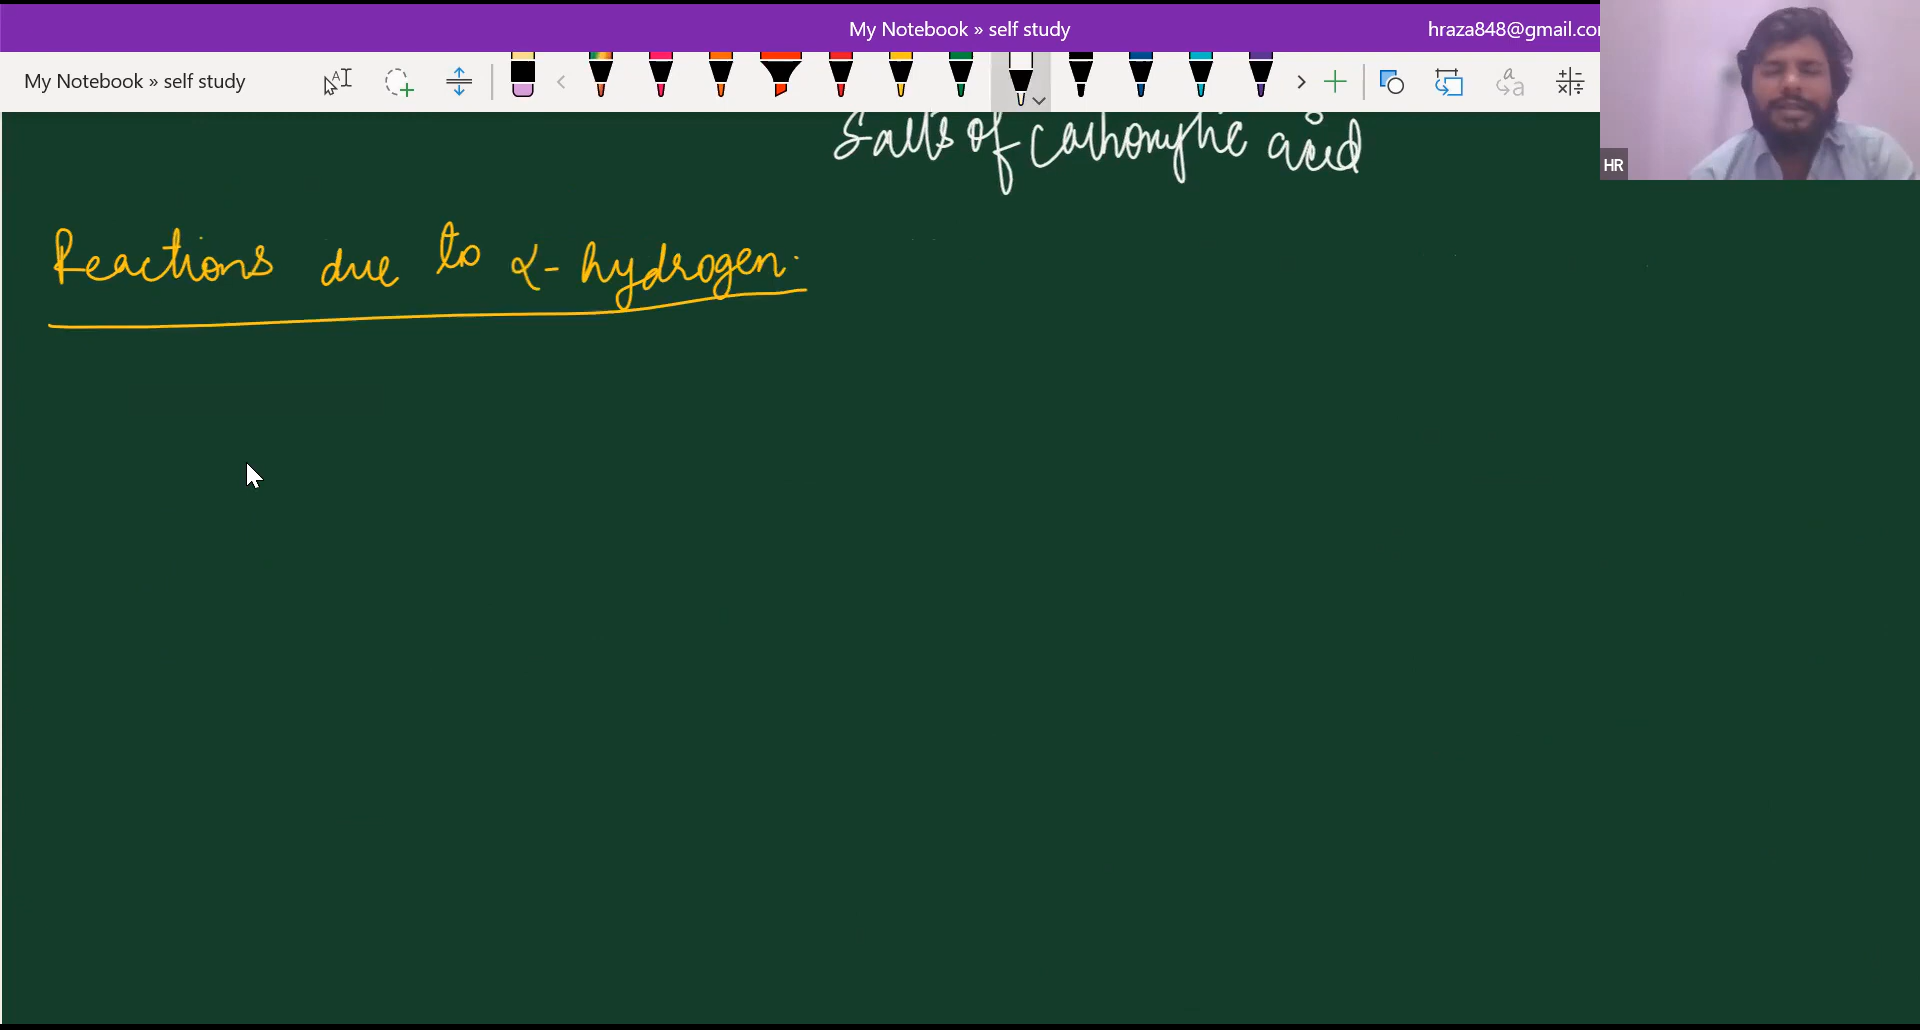 My Notebook » self study
hraza848@gmail.co
My Notebook » self study
HR
Salts of Carboxylic acid
Reactions due to α- hydrogen.